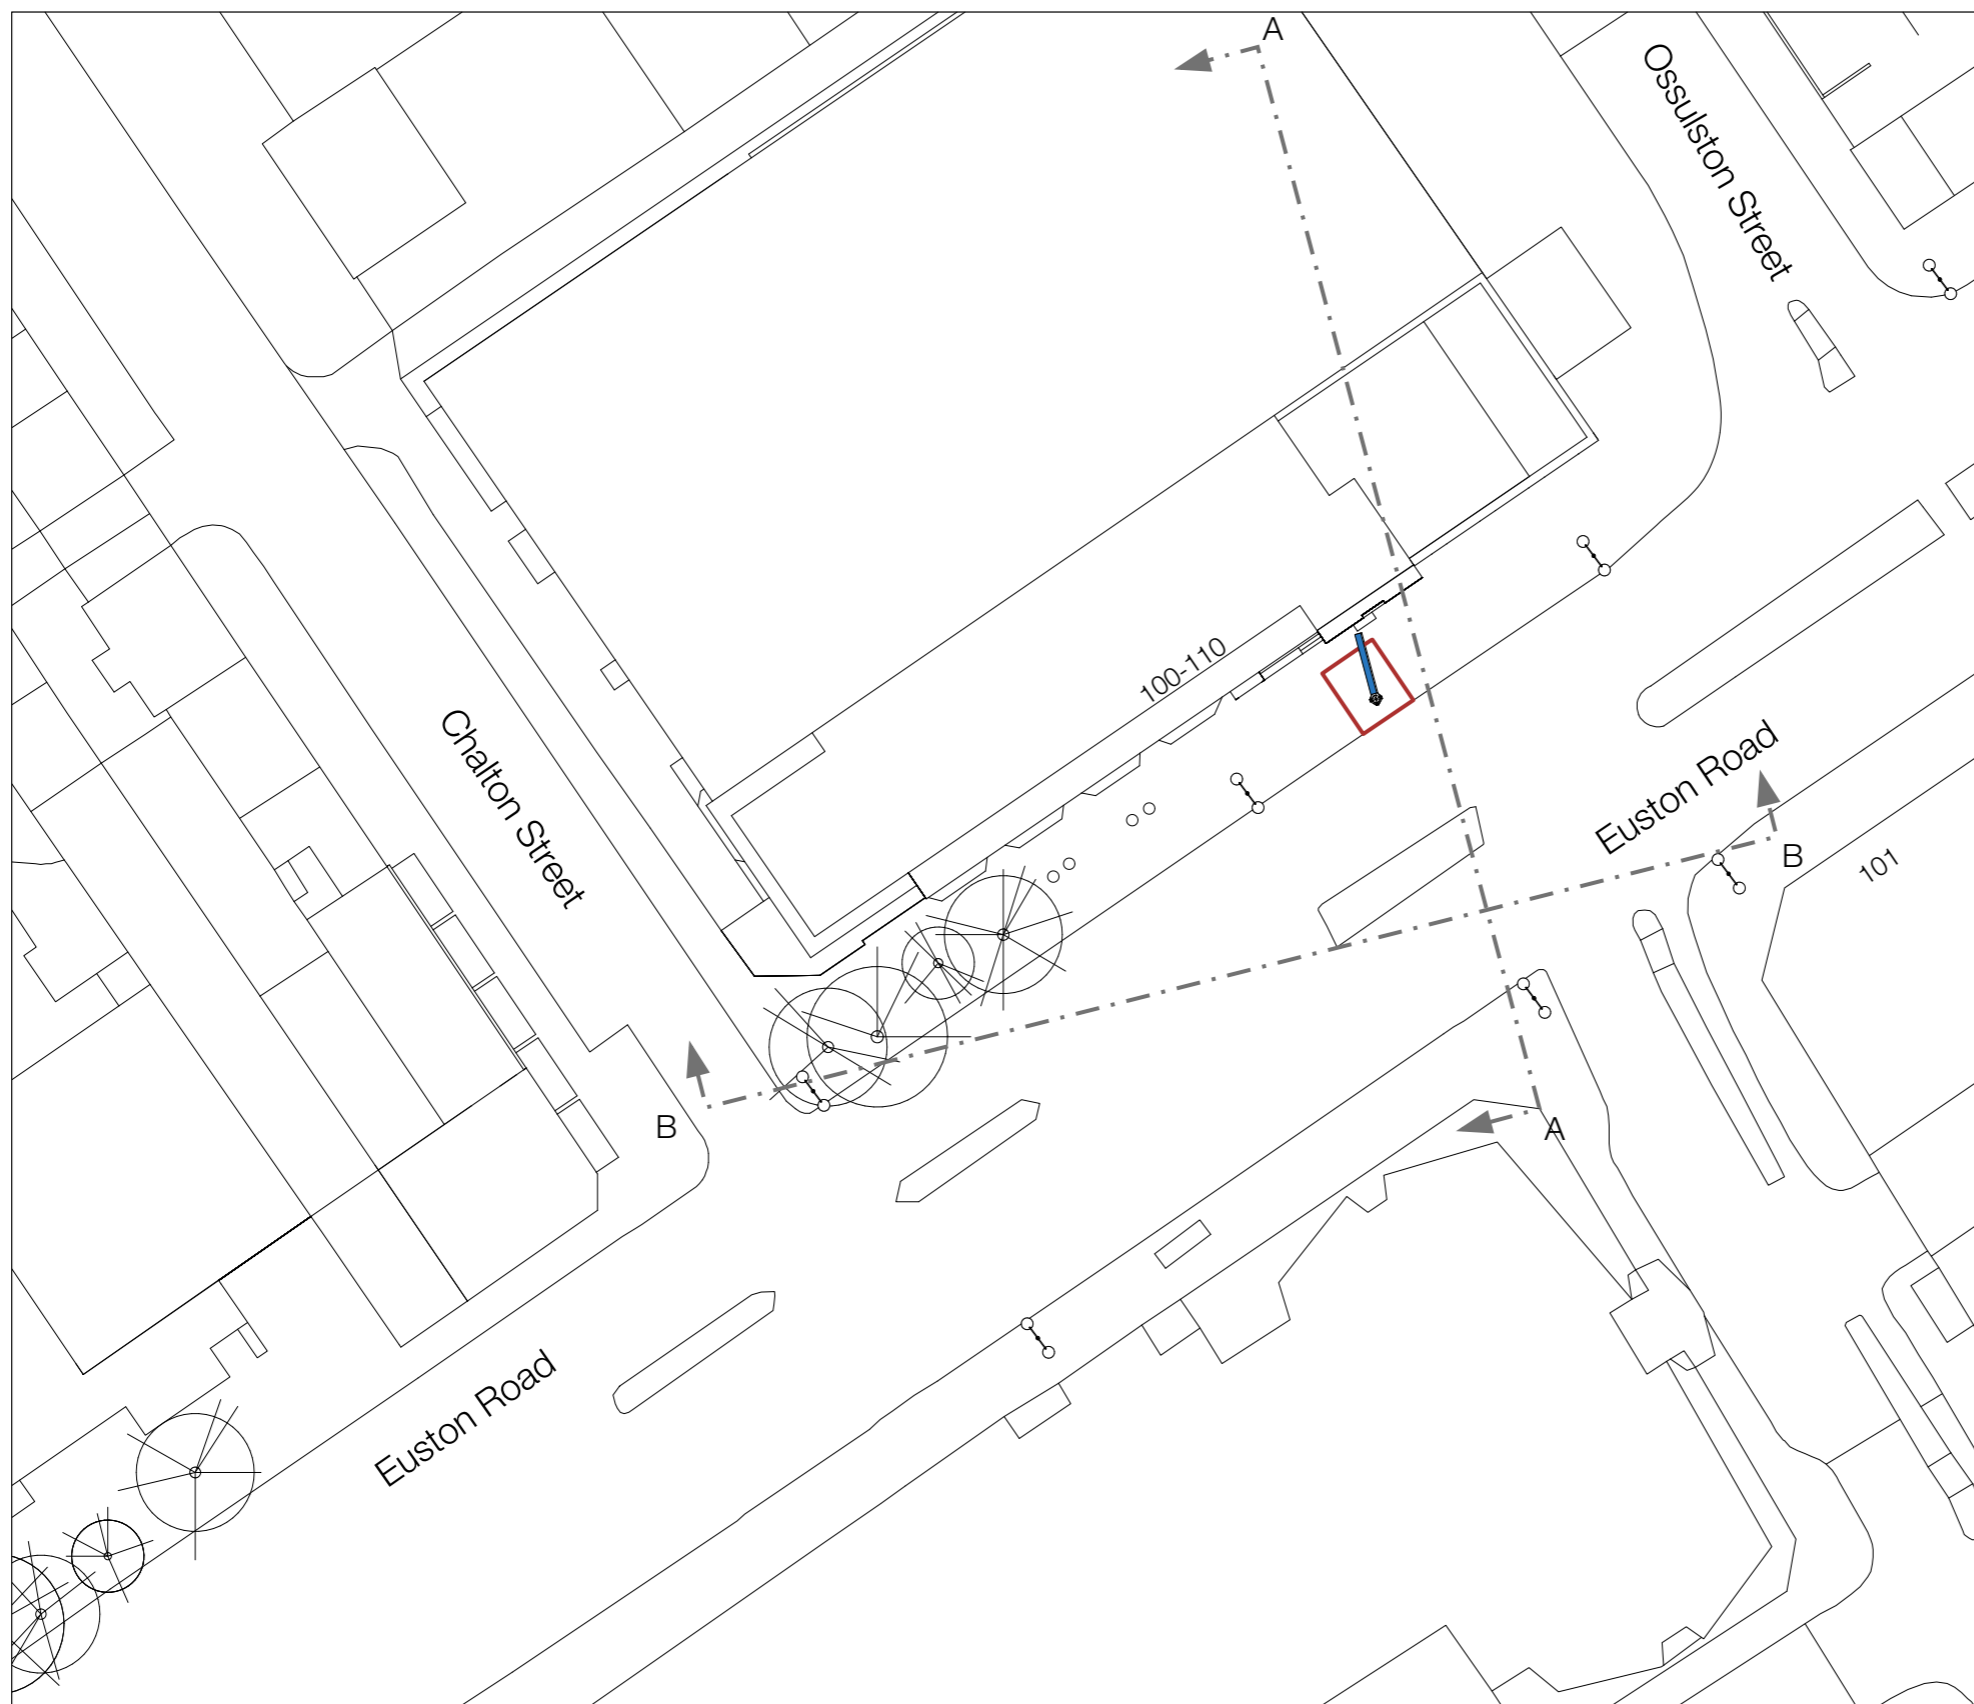 A
Ossulston Street
100-110
Chalton Street
Euston Road
B
101
B
A
Euston Road